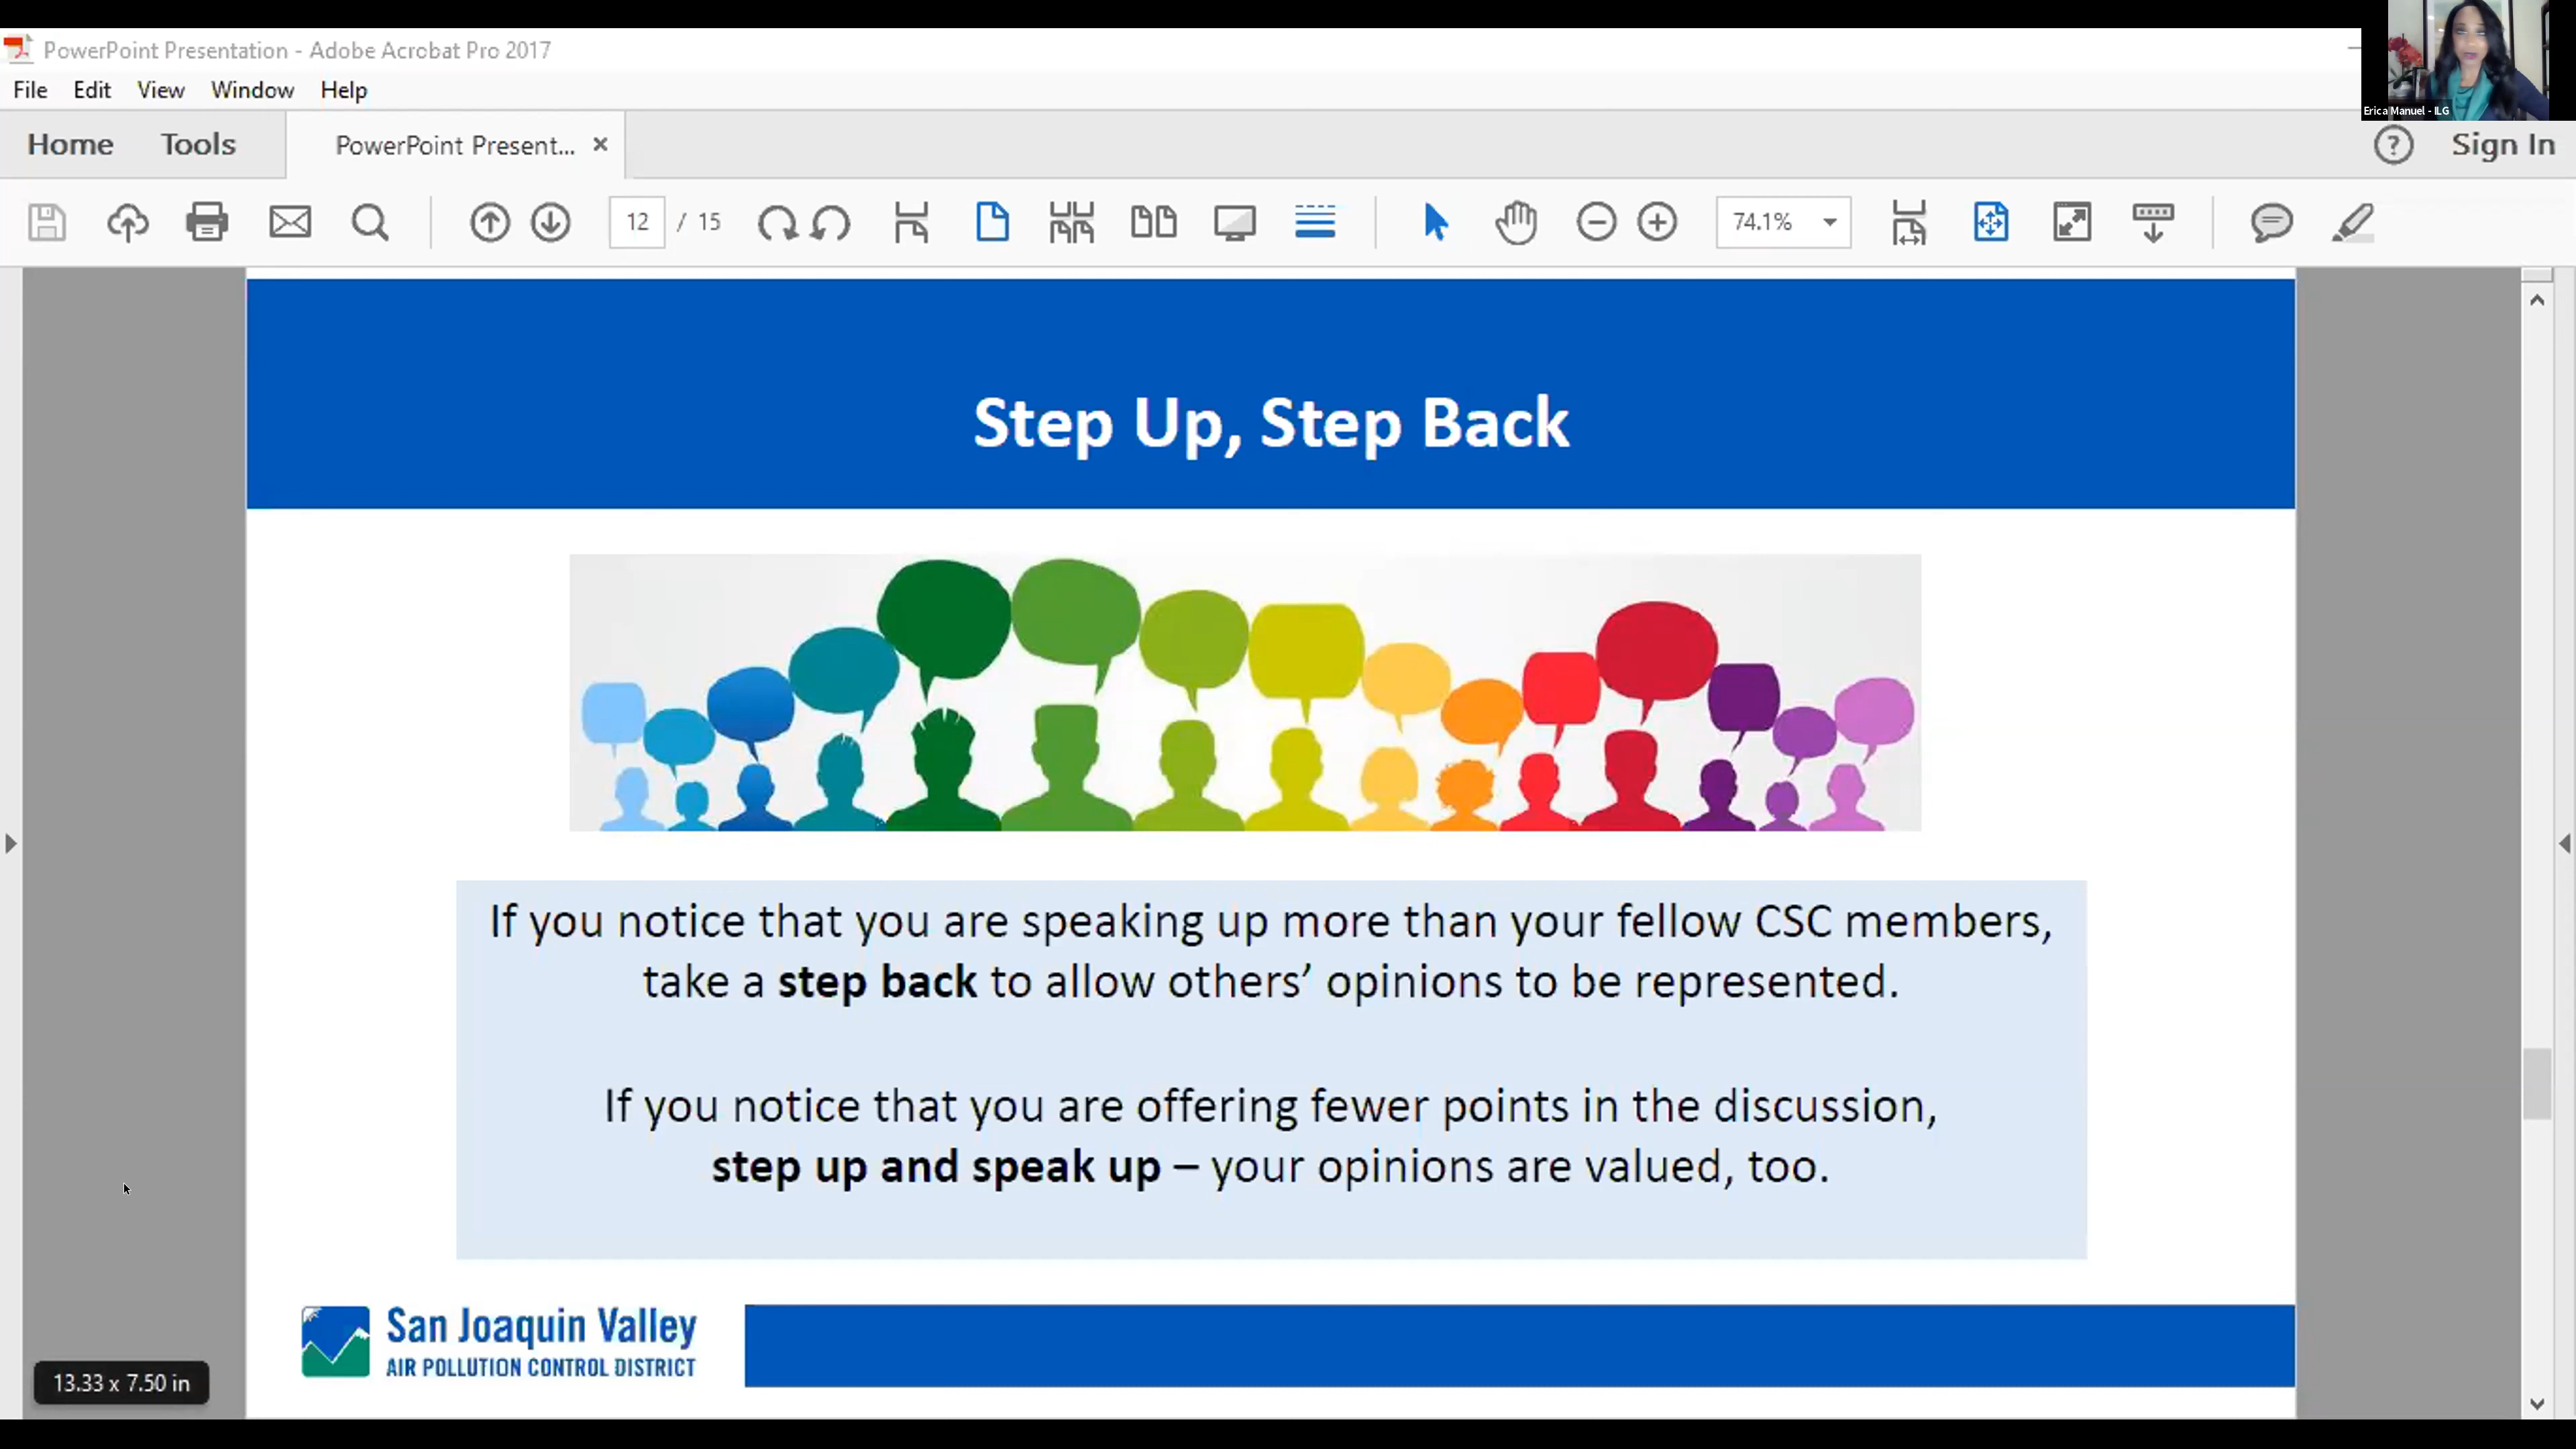 PowerPoint Presentation - Adobe Acrobat Pro 2017
Erica Manuel - ILG
File Edit View Window Help
Home Tools PowerPoint Present... Sign In
12 / 15 74.1%
Step Up, Step Back
If you notice that you are speaking up more than your fellow CSC members,
take a step back to allow others’ opinions to be represented.
If you notice that you are offering fewer points in the discussion,
step up and speak up – your opinions are valued, too.
San Joaquin Valley
AIR POLLUTION CONTROL DISTRICT
13.33 x 7.50 in